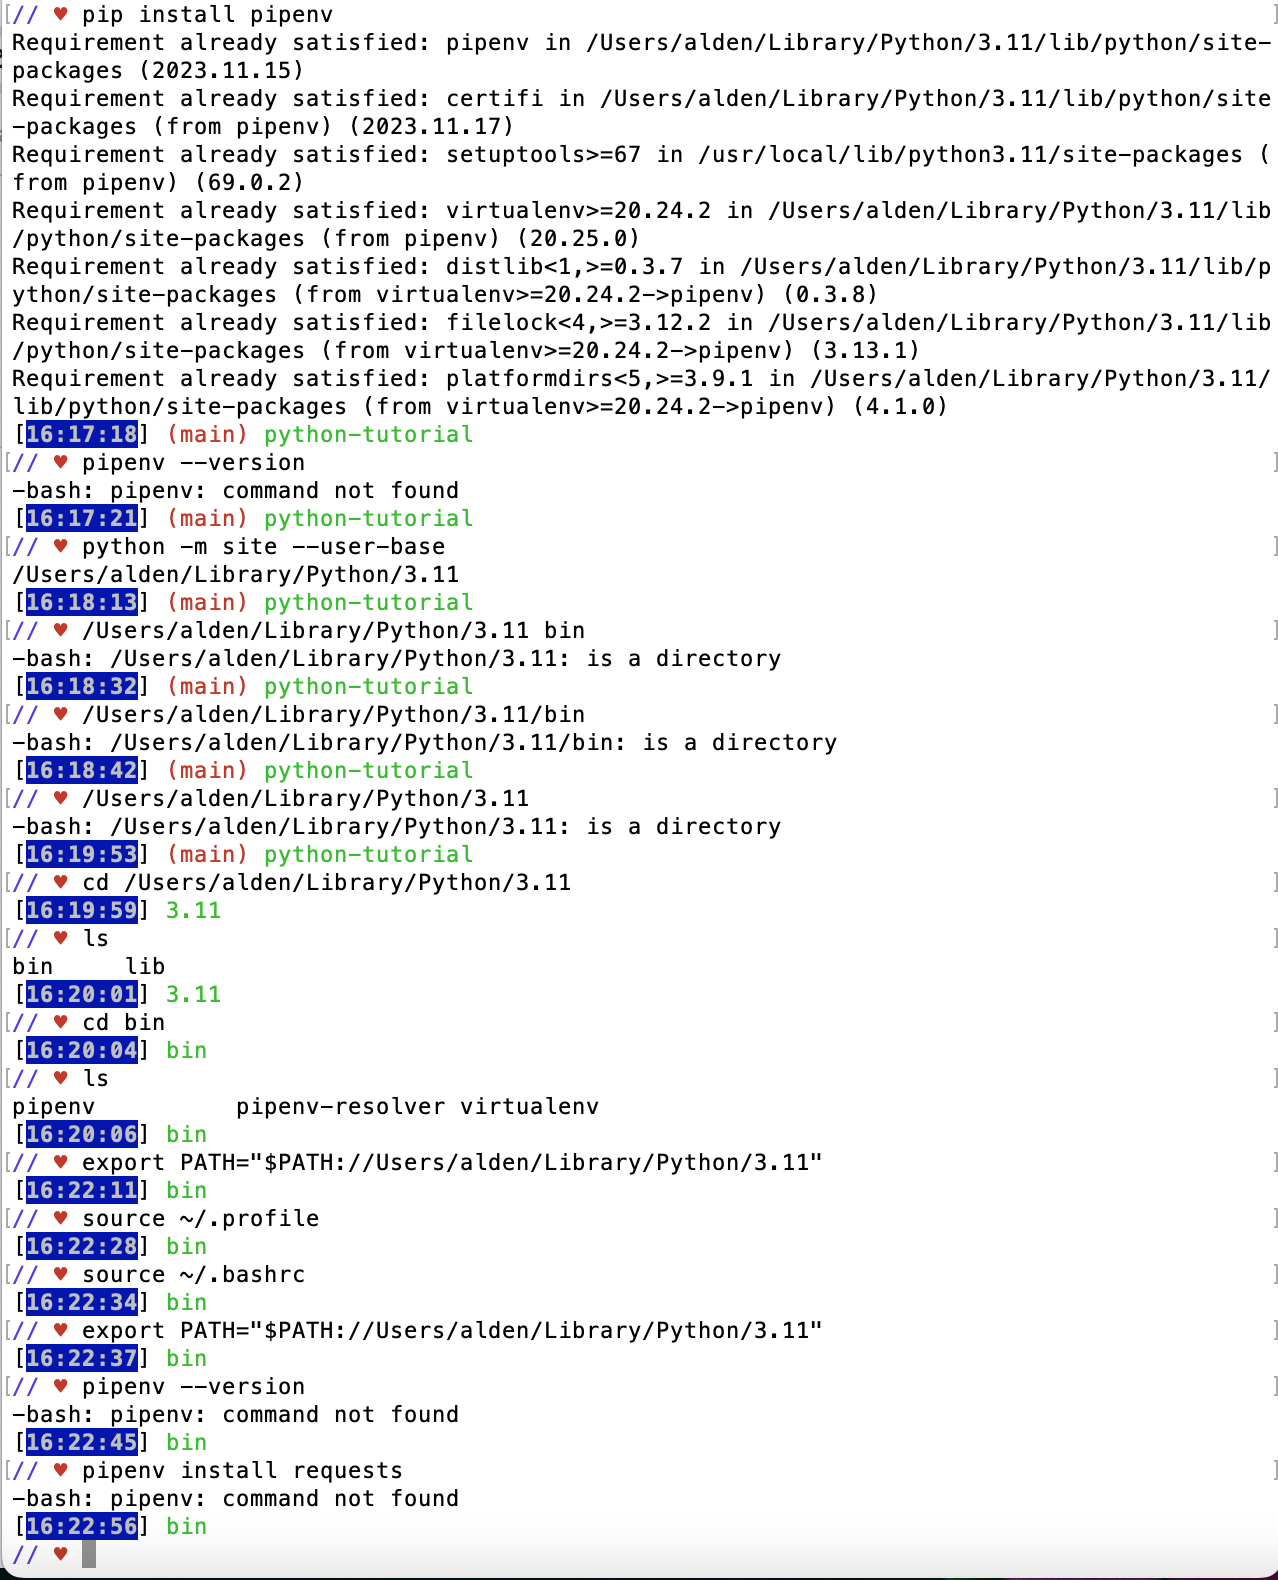 [// ♥ pip install pipenv ]
Requirement already satisfied: pipenv in /Users/alden/Library/Python/3.11/lib/python/site-
packages (2023.11.15)
Requirement already satisfied: certifi in /Users/alden/Library/Python/3.11/lib/python/site
-packages (from pipenv) (2023.11.17)
Requirement already satisfied: setuptools>=67 in /usr/local/lib/python3.11/site-packages (
from pipenv) (69.0.2)
Requirement already satisfied: virtualenv>=20.24.2 in /Users/alden/Library/Python/3.11/lib
/python/site-packages (from pipenv) (20.25.0)
Requirement already satisfied: distlib<1,>=0.3.7 in /Users/alden/Library/Python/3.11/lib/p
ython/site-packages (from virtualenv>=20.24.2->pipenv) (0.3.8)
Requirement already satisfied: filelock<4,>=3.12.2 in /Users/alden/Library/Python/3.11/lib
/python/site-packages (from virtualenv>=20.24.2->pipenv) (3.13.1)
Requirement already satisfied: platformdirs<5,>=3.9.1 in /Users/alden/Library/Python/3.11/
lib/python/site-packages (from virtualenv>=20.24.2->pipenv) (4.1.0)
[16:17:18] (main) python-tutorial
[// ♥ pipenv --version ]
-bash: pipenv: command not found
[16:17:21] (main) python-tutorial
[// ♥ python -m site --user-base ]
/Users/alden/Library/Python/3.11
[16:18:13] (main) python-tutorial
[// ♥ /Users/alden/Library/Python/3.11 bin ]
-bash: /Users/alden/Library/Python/3.11: is a directory
[16:18:32] (main) python-tutorial
[// ♥ /Users/alden/Library/Python/3.11/bin ]
-bash: /Users/alden/Library/Python/3.11/bin: is a directory
[16:18:42] (main) python-tutorial
[// ♥ /Users/alden/Library/Python/3.11 ]
-bash: /Users/alden/Library/Python/3.11: is a directory
[16:19:53] (main) python-tutorial
[// ♥ cd /Users/alden/Library/Python/3.11 ]
[16:19:59] 3.11
[// ♥ ls ]
bin lib
[16:20:01] 3.11
[// ♥ cd bin ]
[16:20:04] bin
[// ♥ ls ]
pipenv pipenv-resolver virtualenv
[16:20:06] bin
[// ♥ export PATH="$PATH://Users/alden/Library/Python/3.11" ]
[16:22:11] bin
[// ♥ source ~/.profile ]
[16:22:28] bin
[// ♥ source ~/.bashrc ]
[16:22:34] bin
[// ♥ export PATH="$PATH://Users/alden/Library/Python/3.11" ]
[16:22:37] bin
[// ♥ pipenv --version ]
-bash: pipenv: command not found
[16:22:45] bin
[// ♥ pipenv install requests ]
-bash: pipenv: command not found
[16:22:56] bin
// ♥